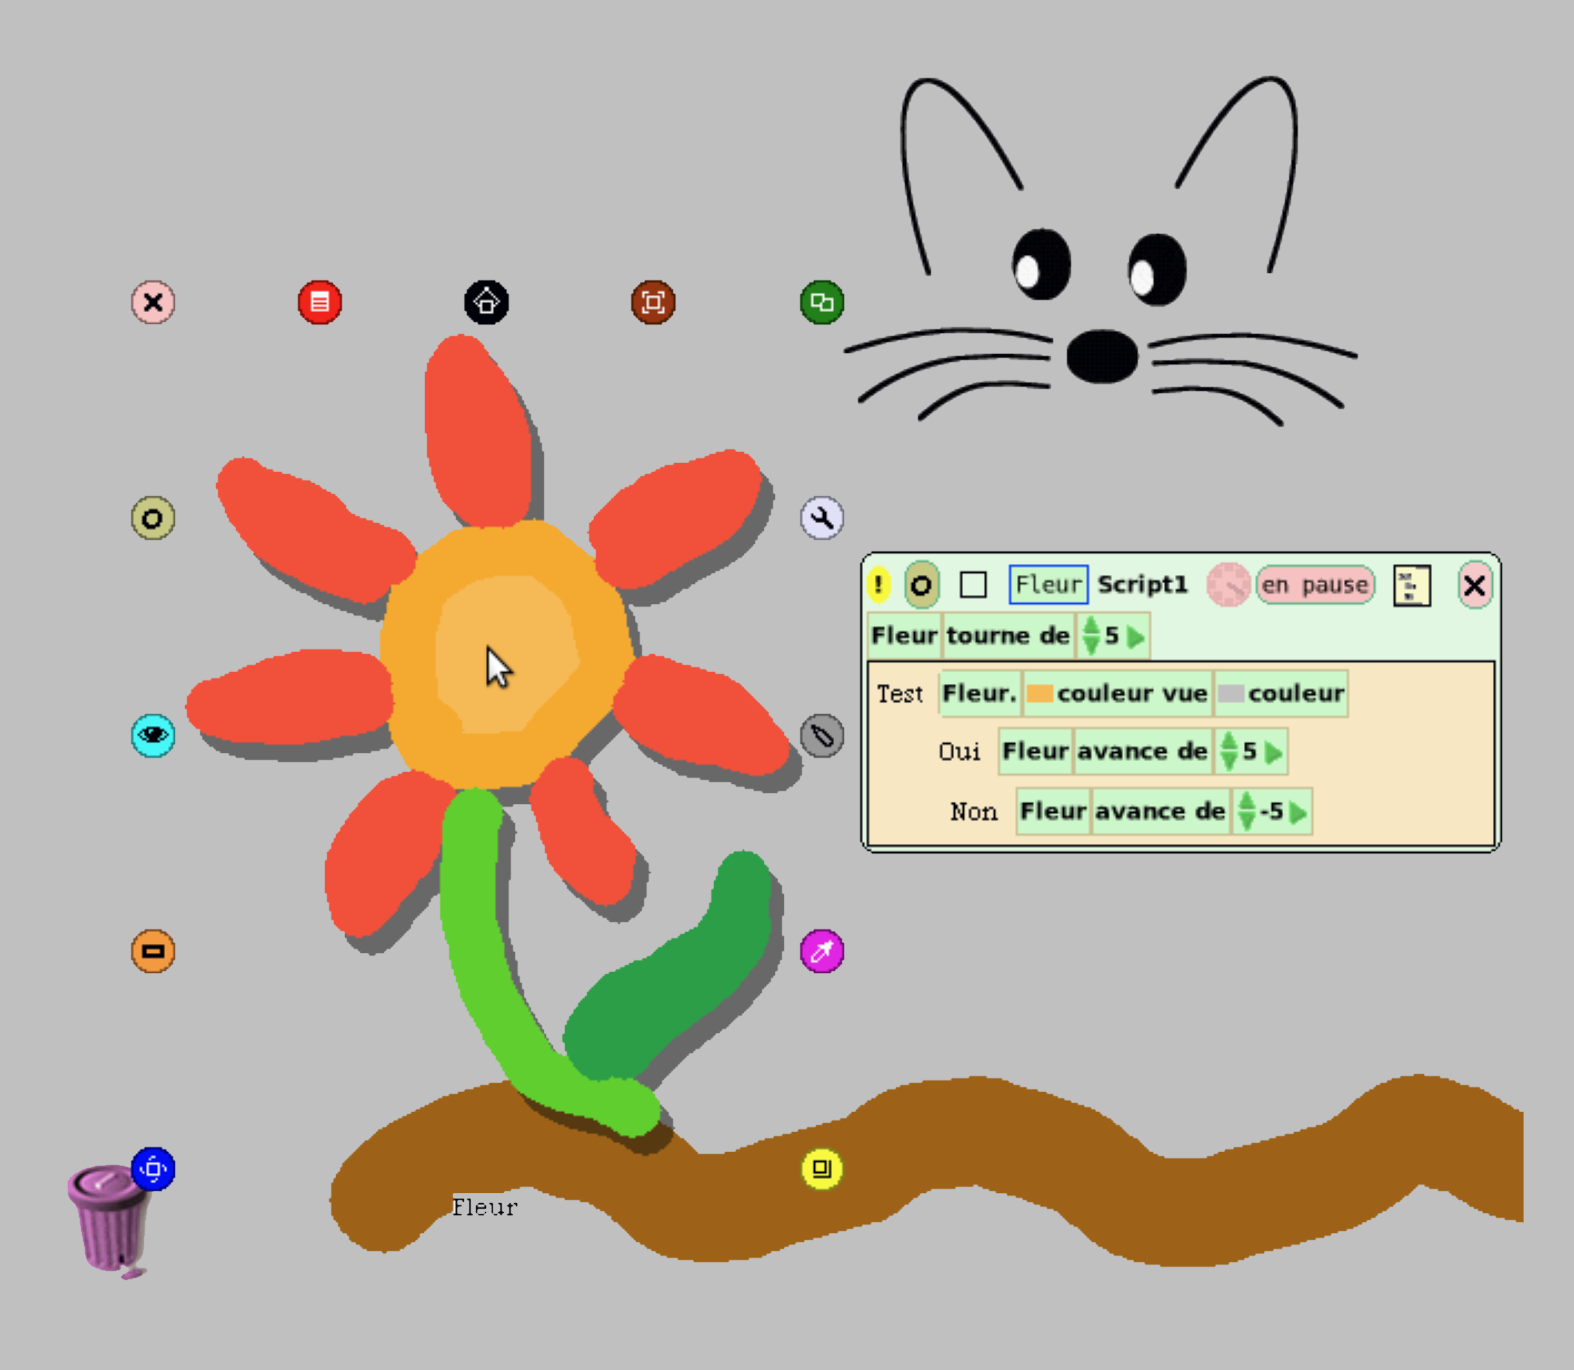 ! Fleur Script1 en pause
Fleur tourne de 5
Test Fleur. couleur vue couleur
Oui Fleur avance de 5
Non Fleur avance de -5
Fleur